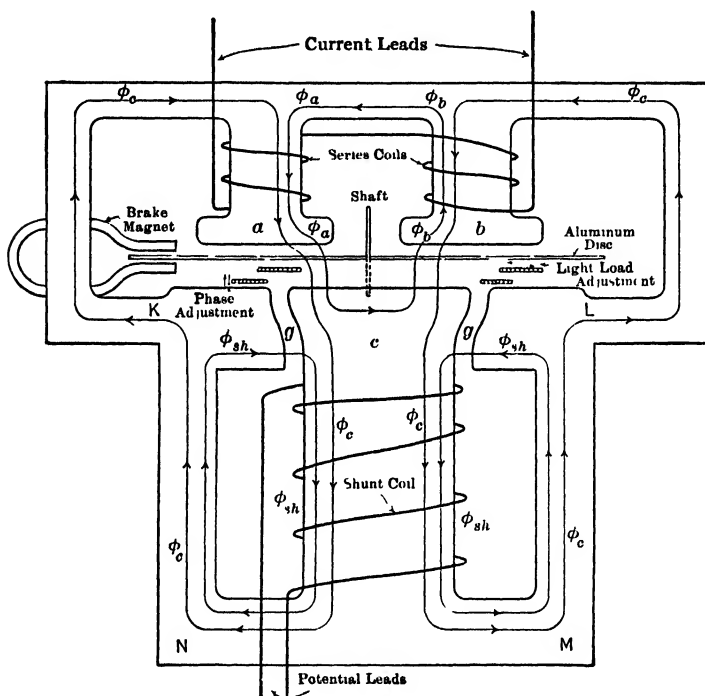 Current Leads
ϕc
ϕa
ϕb
ϕc
Series Coils
Shaft
Brake
Magnet
a
ϕa
ϕb
b
Aluminum
Disc
Light Load
Adjustment
Phase
Adjustment
K
L
g
g
c
ϕsh
ϕsh
ϕc
ϕc
Shunt Coil
ϕsh
ϕsh
ϕc
ϕc
N
M
Potential Leads